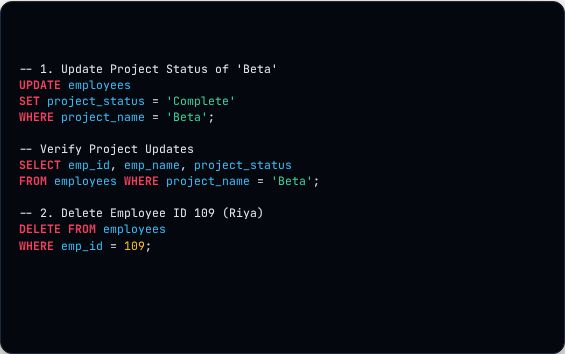 -- 1. Update Project Status of 'Beta'
UPDATE employees
SET project_status = 'Complete'
WHERE project_name = 'Beta';
-- Verify Project Updates
SELECT emp_id, emp_name, project_status
FROM employees WHERE project_name = 'Beta';
-- 2. Delete Employee ID 109 (Riya)
DELETE FROM employees
WHERE emp_id = 109;